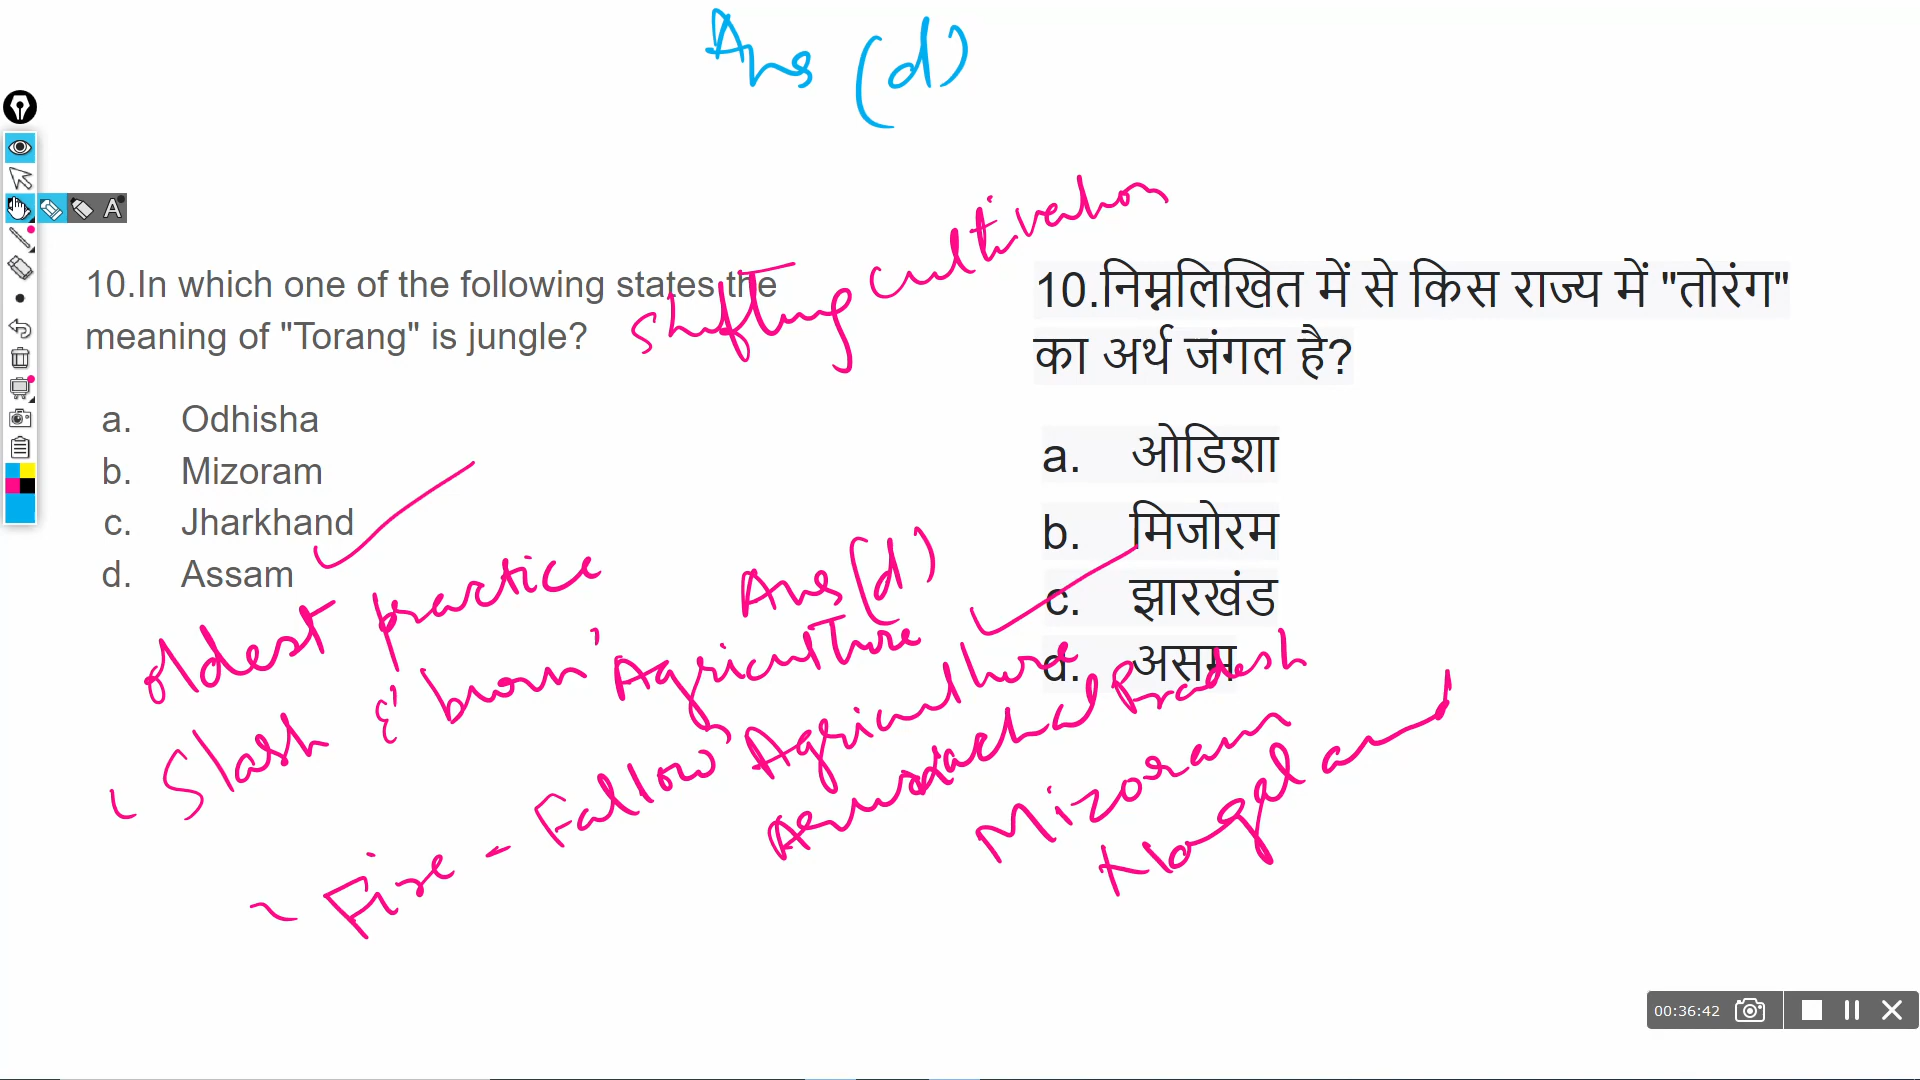 Ans (d)
shifting cultivation
10.In which one of the following states the
meaning of "Torang" is jungle?
a. Odhisha
b. Mizoram
c. Jharkhand
d. Assam
10.निम्नलिखित में से किस राज्य में "तोरंग"
का अर्थ जंगल है?
a. ओडिशा
b. मिजोरम
c. झारखंड
d. असम
Ans (d)
oldest practice
Slash & burn Agriculture
Fire - Fallow Agriculture
Arunachal Pradesh
Mizoram
Nagaland
A
00:36:42